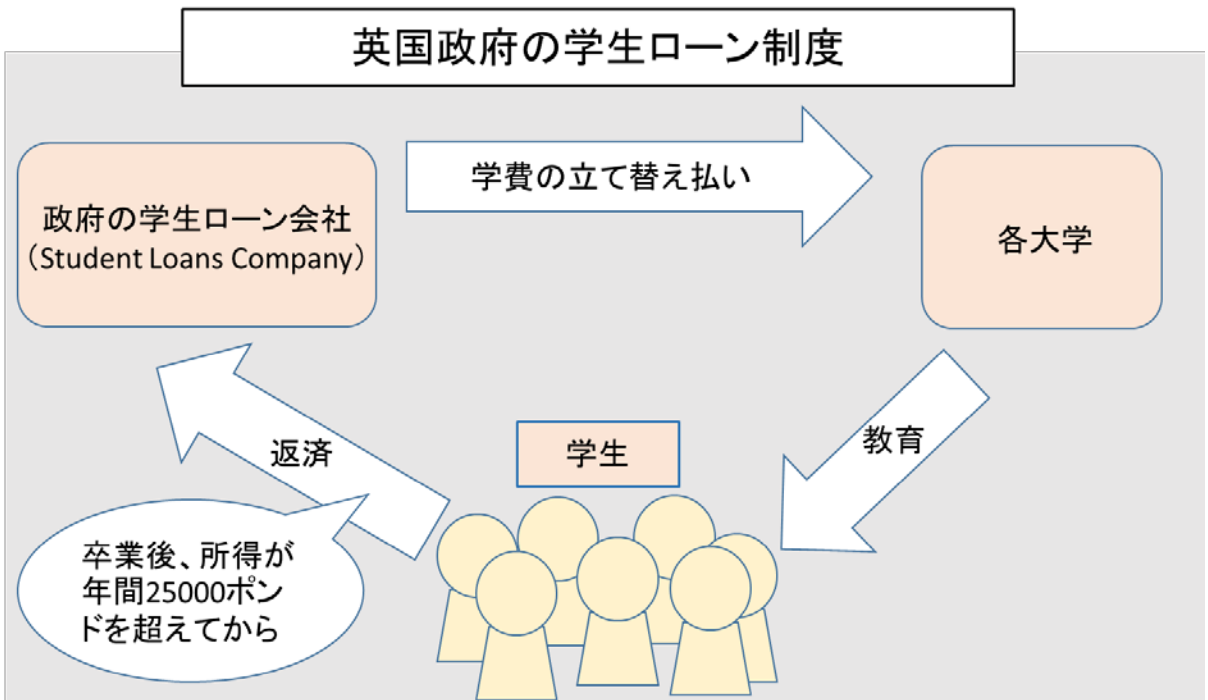 英国政府の学生ローン制度
政府の学生ローン会社
（Student Loans Company）
学費の立て替え払い
各大学
返済
学生
教育
卒業後、所得が
年間25000ポン
ドを超えてから